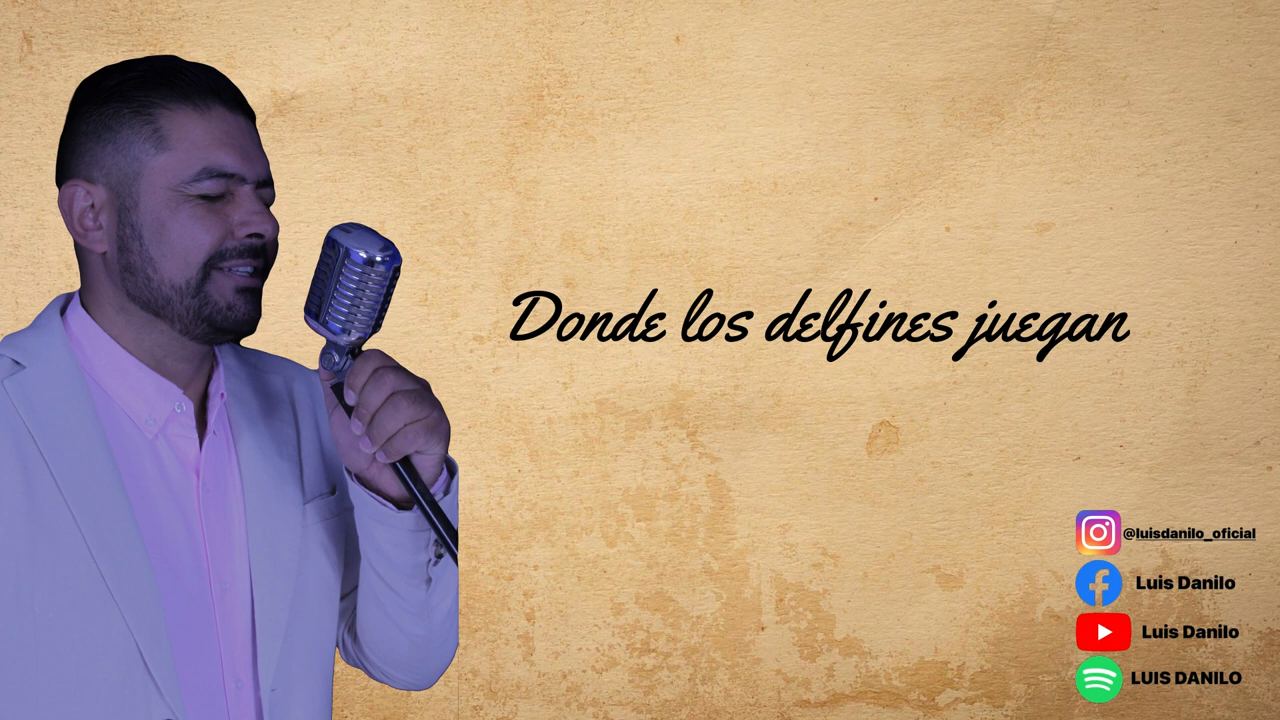 Donde los delfines juegan
@luisdanilo_oficial
Luis Danilo
Luis Danilo
LUIS DANILO